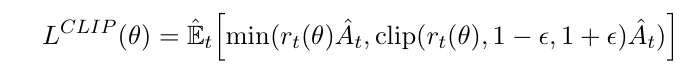 L^{CLIP}(θ) = Ê_t[min(r_t(θ)Â_t, clip(r_t(θ), 1 − ϵ, 1 + ϵ)Â_t)]